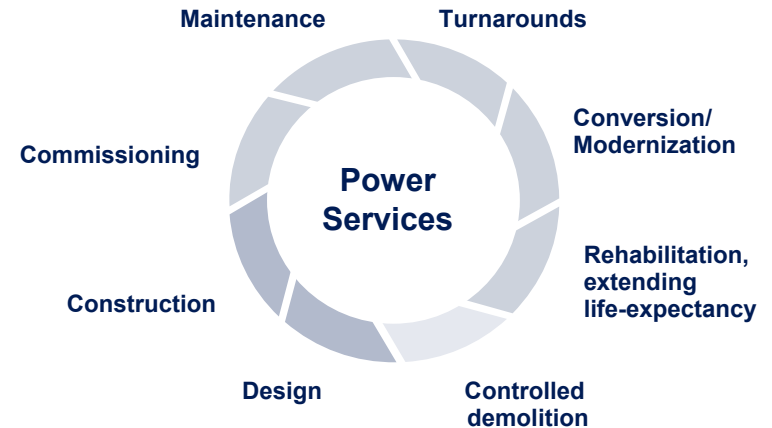 Maintenance
Turnarounds
Conversion/
Modernization
Commissioning
Power
Services
Rehabilitation,
extending
life-expectancy
Construction
Design
Controlled
demolition